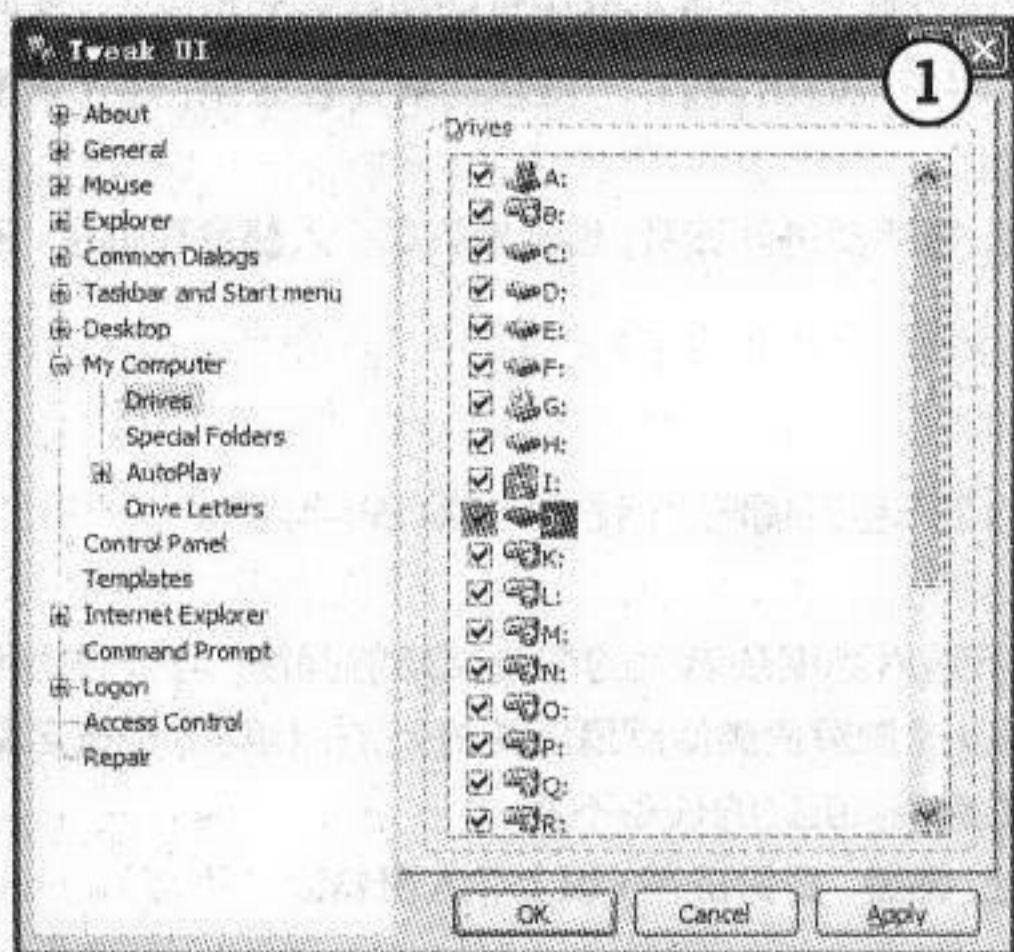 Tweak UI
1
About
General
Mouse
Explorer
Common Dialogs
Taskbar and Start menu
Desktop
My Computer
Drives
Special Folders
AutoPlay
Drive Letters
Control Panel
Templates
Internet Explorer
Command Prompt
Logon
Access Control
Repair
Drives
A:
B:
C:
D:
E:
F:
G:
H:
I:
K:
L:
M:
N:
O:
P:
Q:
R:
OK
Cancel
Apply